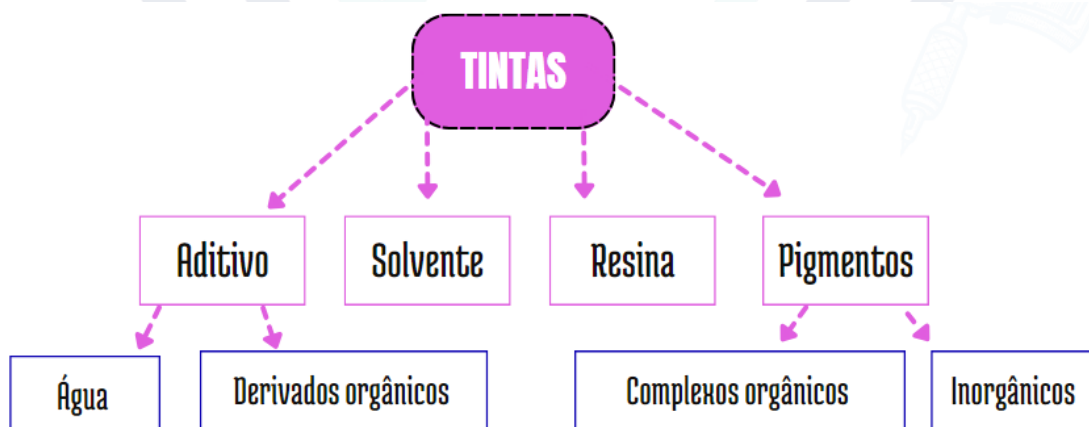 TINTAS
Aditivo
Solvente
Resina
Pigmentos
Água
Derivados orgânicos
Complexos orgânicos
Inorgânicos